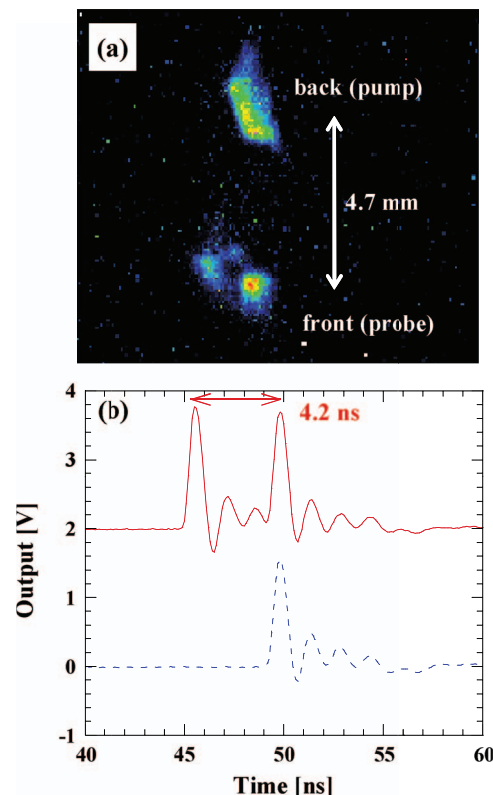 (a)
back (pump)
4.7 mm
front (probe)
(b)
4.2 ns
4
3
2
1
0
-1
Output [V]
40
45
50
55
60
Time [ns]